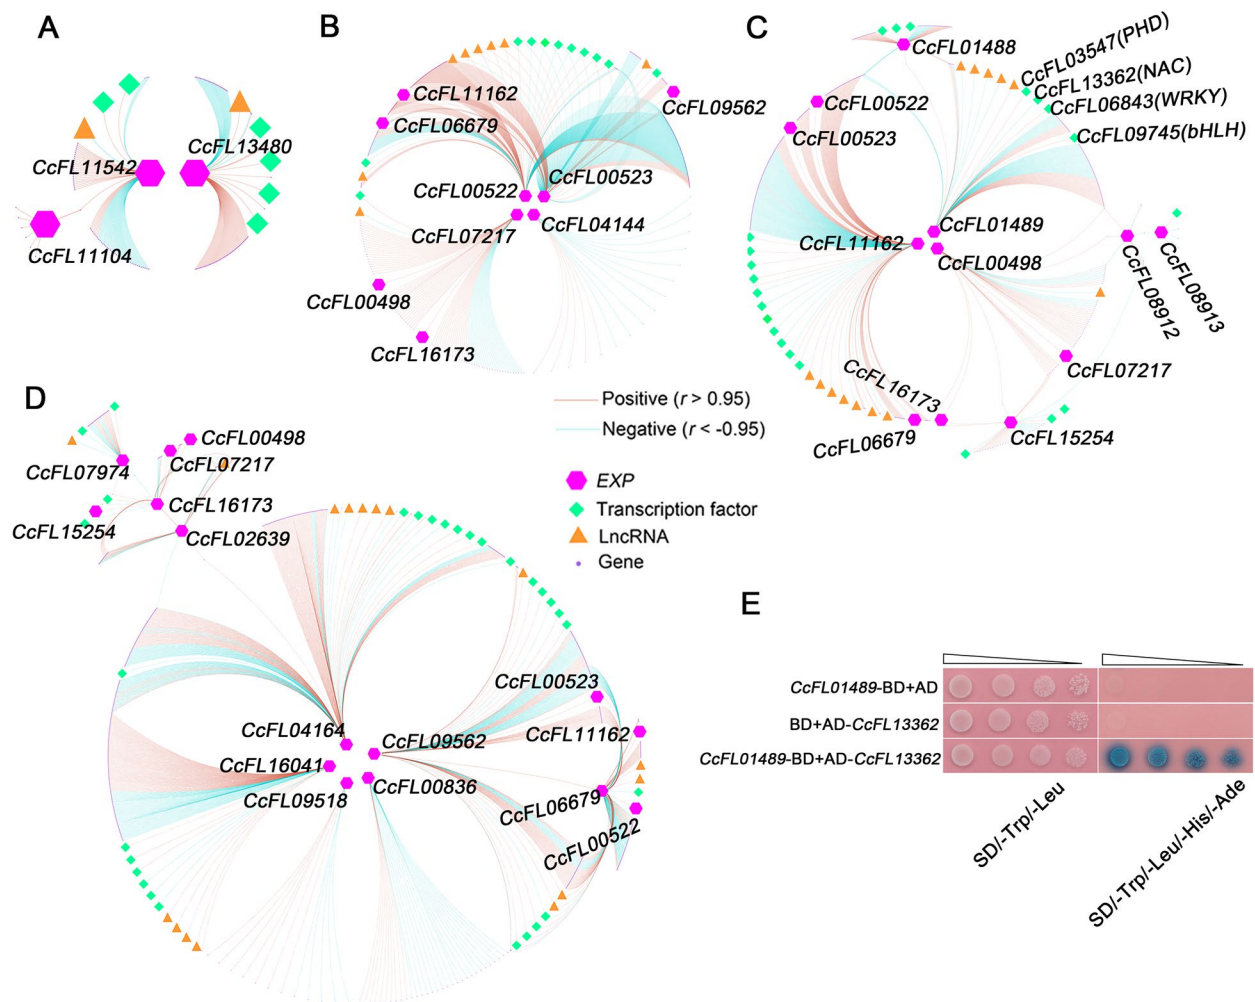 A
CcFL11542
CcFL13480
CcFL11104
B
CcFL11162
CcFL06679
CcFL09562
CcFL00522
CcFL00523
CcFL07217
CcFL04144
CcFL00498
CcFL16173
C
CcFL01488
CcFL03547(PHD)
CcFL13362(NAC)
CcFL06843(WRKY)
CcFL09745(bHLH)
CcFL00522
CcFL00523
CcFL01489
CcFL11162
CcFL00498
CcFL08912
CcFL08913
CcFL07217
CcFL16173
CcFL06679
CcFL15254
D
CcFL00498
CcFL07217
CcFL07974
CcFL16173
CcFL15254
CcFL02639
Positive (r > 0.95)
Negative (r < -0.95)
EXP
Transcription factor
LncRNA
Gene
CcFL00523
CcFL11162
CcFL04164
CcFL09562
CcFL16041
CcFL09518
CcFL00836
CcFL06679
CcFL00522
E
CcFL01489-BD+AD
BD+AD-CcFL13362
CcFL01489-BD+AD-CcFL13362
SD/-Trp/-Leu
SD/-Trp/-Leu/-His/-Ade